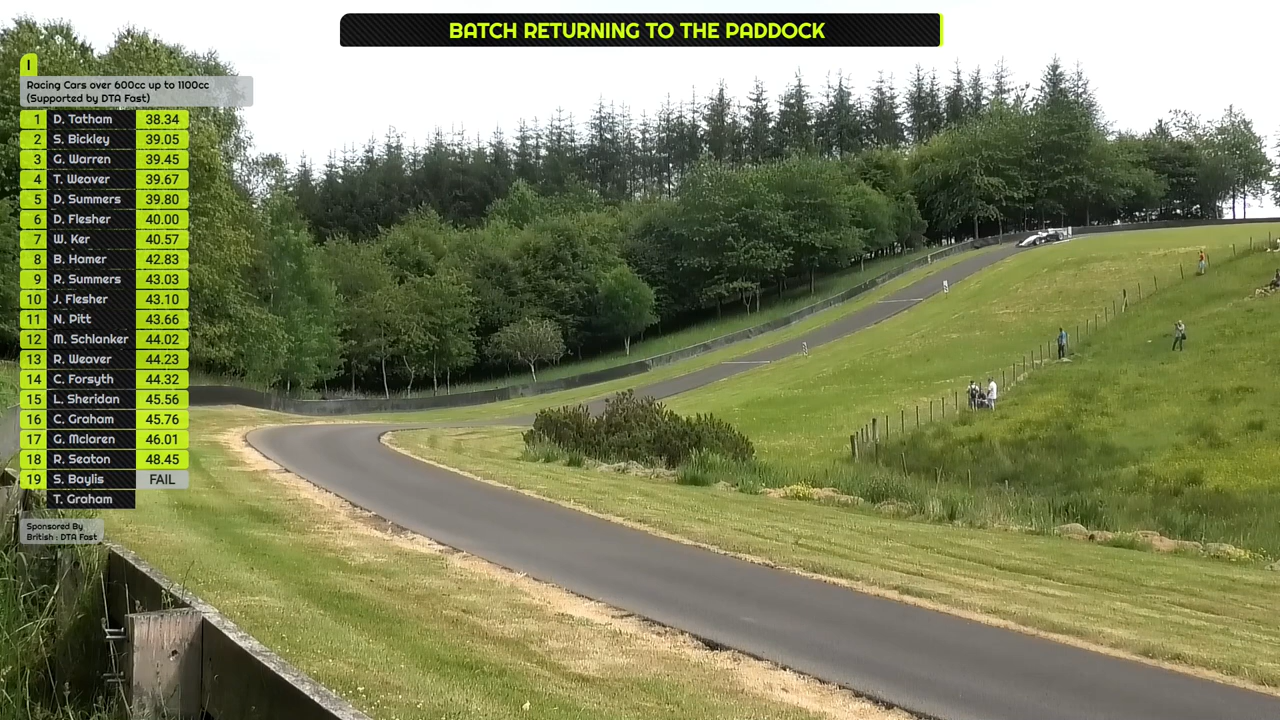 BATCH RETURNING TO THE PADDOCK
I
Racing Cars over 600cc up to 1100cc
(Supported by DTA Fast)
1 D. Tatham 38.34
2 S. Bickley 39.05
3 G. Warren 39.45
4 T. Weaver 39.67
5 D. Summers 39.80
6 D. Flesher 40.00
7 W. Ker 40.57
8 B. Hamer 42.83
9 R. Summers 43.03
10 J. Flesher 43.10
11 N. Pitt 43.66
12 M. Schlanker 44.02
13 R. Weaver 44.23
14 C. Forsyth 44.32
15 L. Sheridan 45.56
16 C. Graham 45.76
17 G. Mclaren 46.01
18 R. Seaton 48.45
19 S. Baylis FAIL
T. Graham
Sponsored By
British : DTA Fast